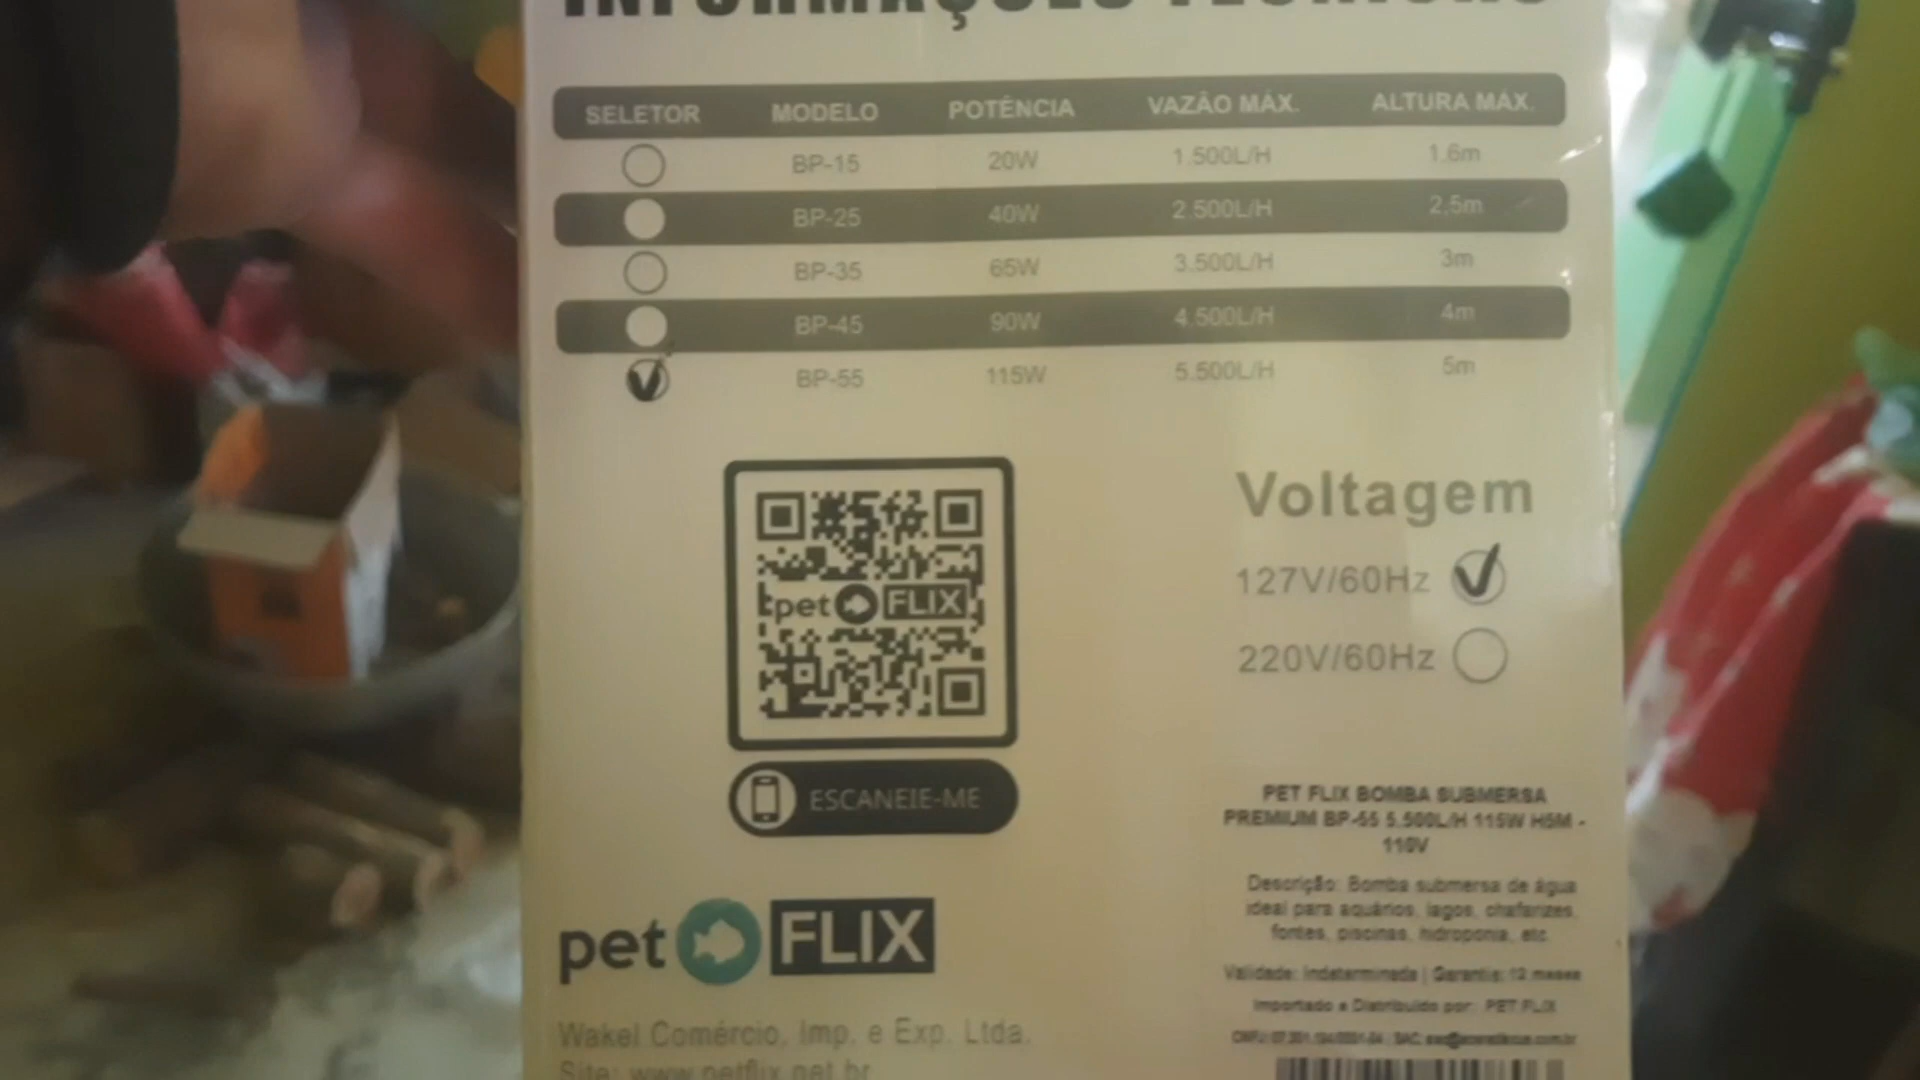 INFORMAÇÕES TÉCNICAS
SELETOR MODELO POTÊNCIA VAZÃO MÁX. ALTURA MÁX.
BP-15 20W 1.500L/H 1.6m
BP-25 40W 2.500L/H 2,5m
BP-35 65W 3.500L/H 3m
BP-45 90W 4.500L/H 4m
BP-55 115W 5.500L/H 5m
pet FLIX
ESCANEIE-ME
Voltagem
127V/60Hz
220V/60Hz
PET FLIX BOMBA SUBMERSA
PREMIUM BP-55 5.500L/H 115W H5M -
110V
Descrição: Bomba submersa de água
ideal para aquários, lagos, chafarizes,
fontes, piscinas, hidroponia, etc.
Validade: Indeterminada | Garantia: 12 meses
Importado e Distribuído por: PET FLIX
pet FLIX
Wakel Comércio, Imp. e Exp. Ltda.
Site: www.petflix.net.br